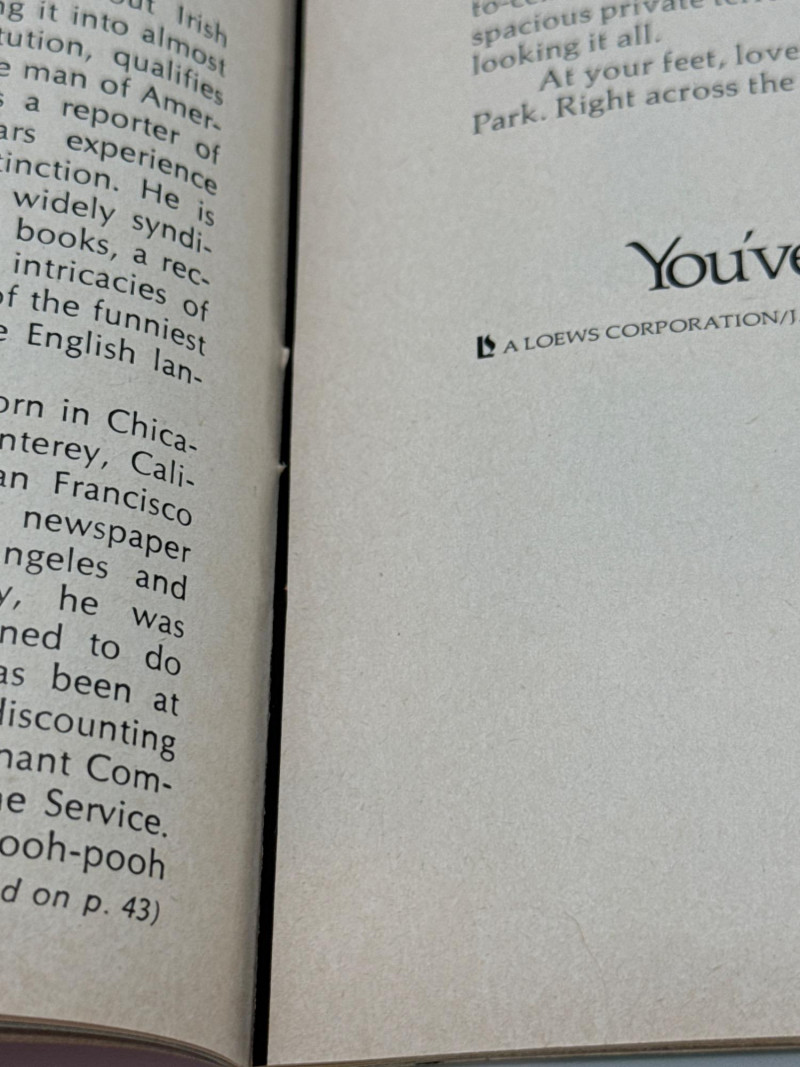 Irish
it into almost
tution, qualifies
man of Amer-
a reporter of
ars experience
tinction. He is
widely syndi-
books, a rec-
intricacies of
of the funniest
English lan-
orn in Chica-
nterey, Cali-
an Francisco
newspaper
ngeles and
y, he was
ned to do
as been at
discounting
nant Com-
e Service.
ooh-pooh
d on p. 43)
spacious private
looking it all.
At your feet, love
Park. Right across the
You've
A LOEWS CORPORATION/J